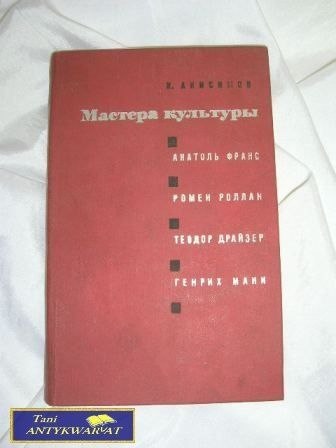 И. АНИСИМОВ
Мастера культуры
АНАТОЛЬ ФРАНС
РОМЕН РОЛЛАН
ТЕОДОР ДРАЙЗЕР
ГЕНРИХ МАНН
Tani
ANTYKWARIAT